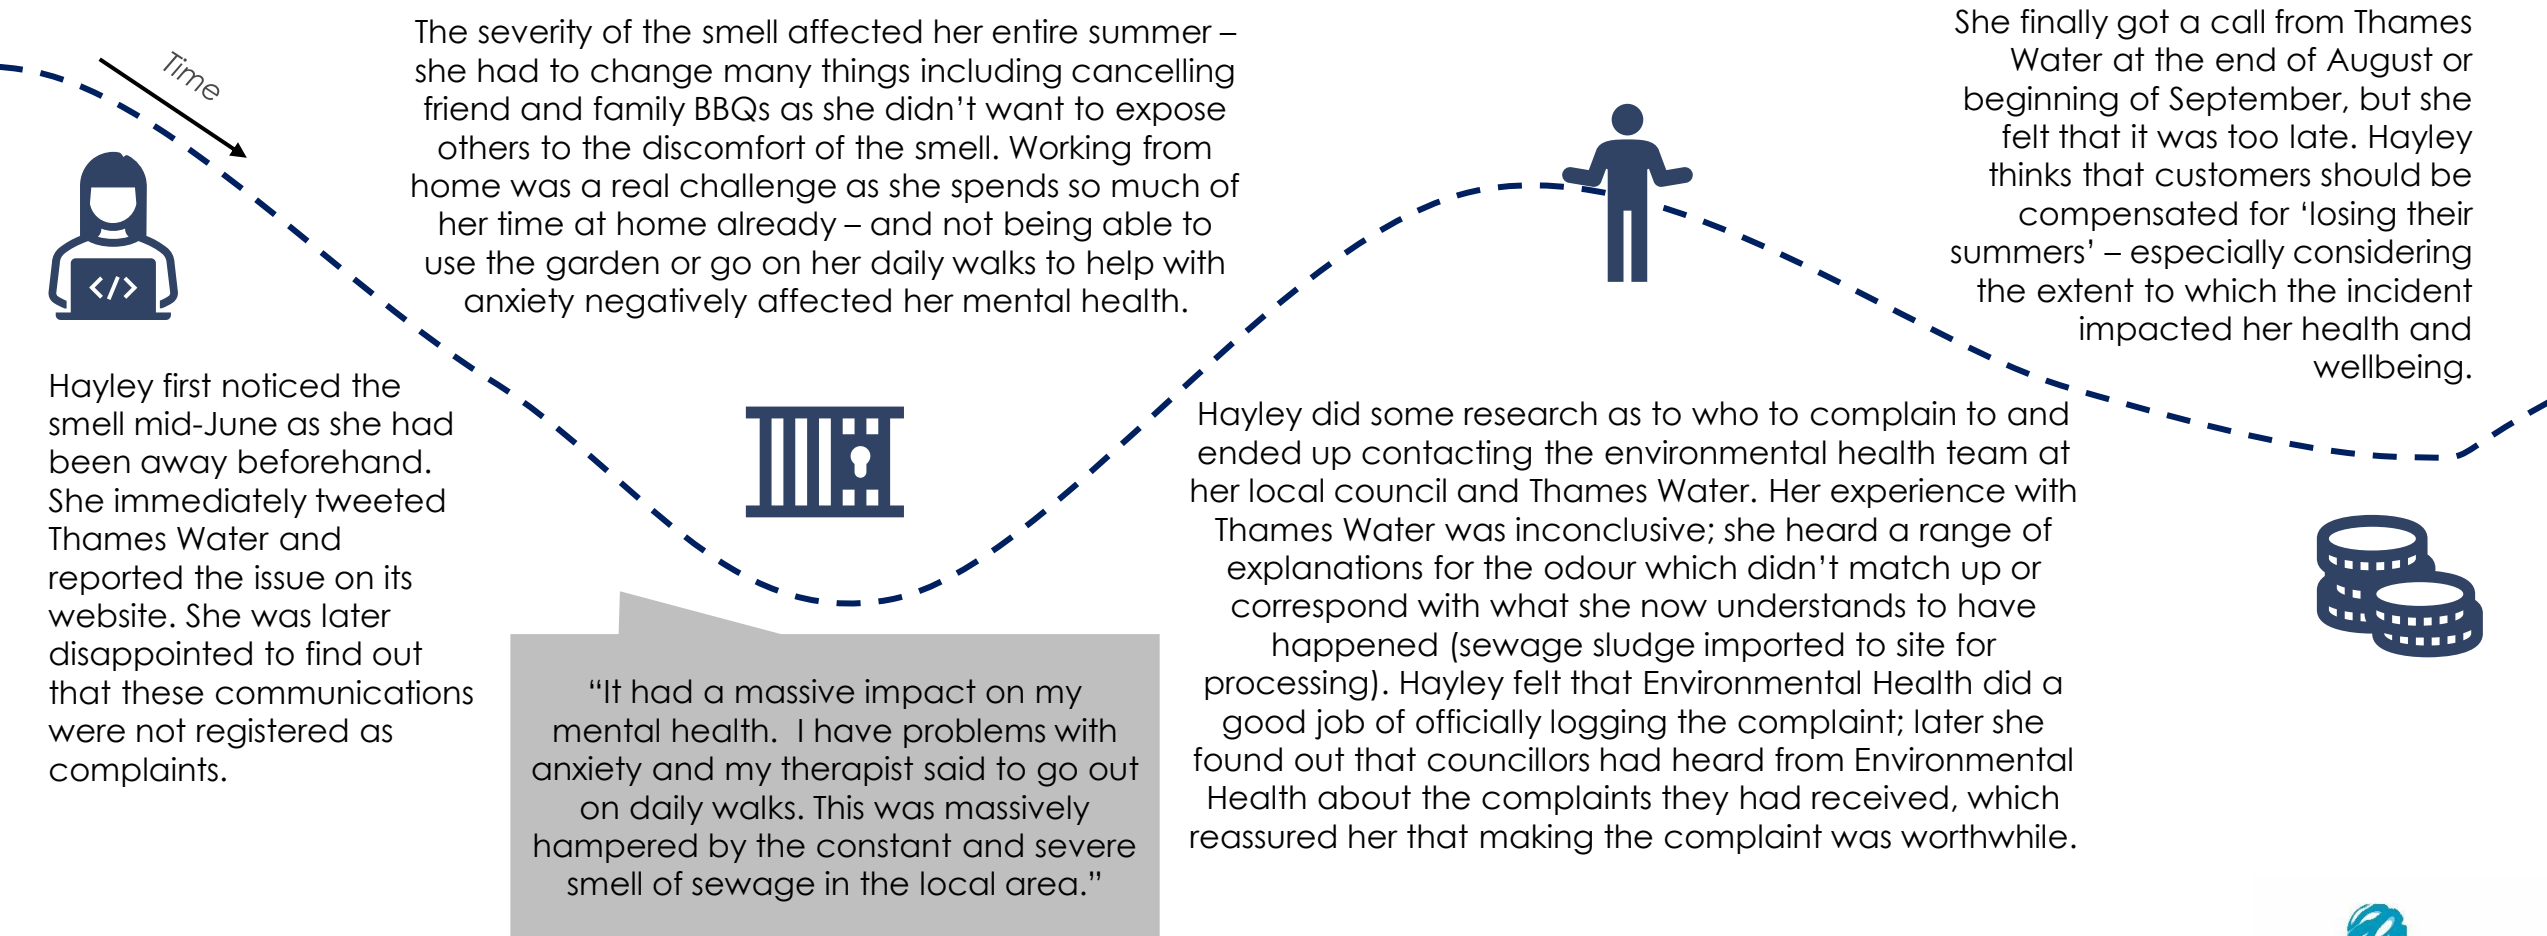 Time
Hayley first noticed the
smell mid-June as she had
been away beforehand.
She immediately tweeted
Thames Water and
reported the issue on its
website. She was later
disappointed to find out
that these communications
were not registered as
complaints.
The severity of the smell affected her entire summer –
she had to change many things including cancelling
friend and family BBQs as she didn’t want to expose
others to the discomfort of the smell. Working from
home was a real challenge as she spends so much of
her time at home already – and not being able to
use the garden or go on her daily walks to help with
anxiety negatively affected her mental health.
“It had a massive impact on my
mental health.  I have problems with
anxiety and my therapist said to go out
on daily walks. This was massively
hampered by the constant and severe
smell of sewage in the local area.”
Hayley did some research as to who to complain to and
ended up contacting the environmental health team at
her local council and Thames Water. Her experience with
Thames Water was inconclusive; she heard a range of
explanations for the odour which didn’t match up or
correspond with what she now understands to have
happened (sewage sludge imported to site for
processing). Hayley felt that Environmental Health did a
good job of officially logging the complaint; later she
found out that councillors had heard from Environmental
Health about the complaints they had received, which
reassured her that making the complaint was worthwhile.
She finally got a call from Thames
Water at the end of August or
beginning of September, but she
felt that it was too late. Hayley
thinks that customers should be
compensated for ‘losing their
summers’ – especially considering
the extent to which the incident
impacted her health and
wellbeing.